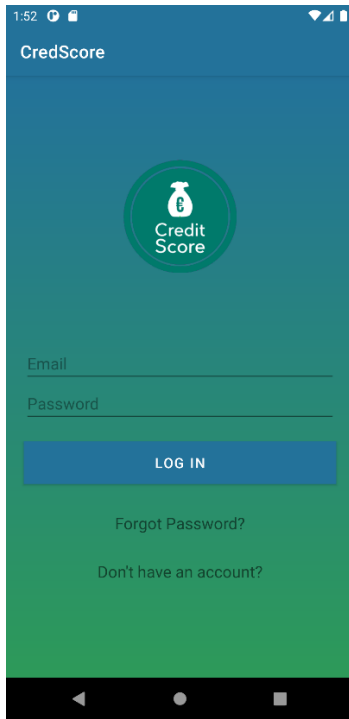 1:52
CredScore
€
Credit
Score
Email
Password
LOG IN
Forgot Password?
Don't have an account?